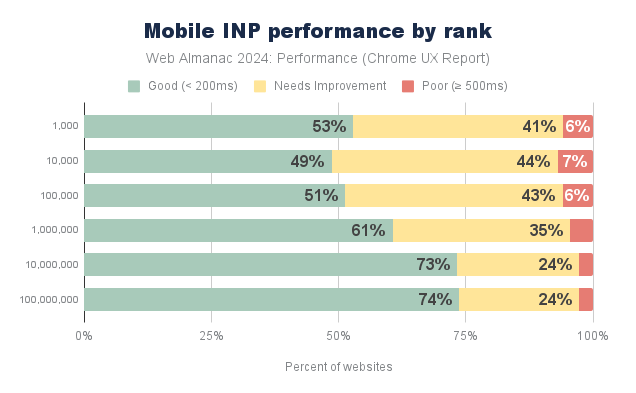 Mobile INP performance by rank
Web Almanac 2024: Performance (Chrome UX Report)
Good (< 200ms) Needs Improvement Poor (≥ 500ms)
1,000 53% 41% 6%
10,000 49% 44% 7%
100,000 51% 43% 6%
1,000,000 61% 35%
10,000,000 73% 24%
100,000,000 74% 24%
0% 25% 50% 75% 100%
Percent of websites